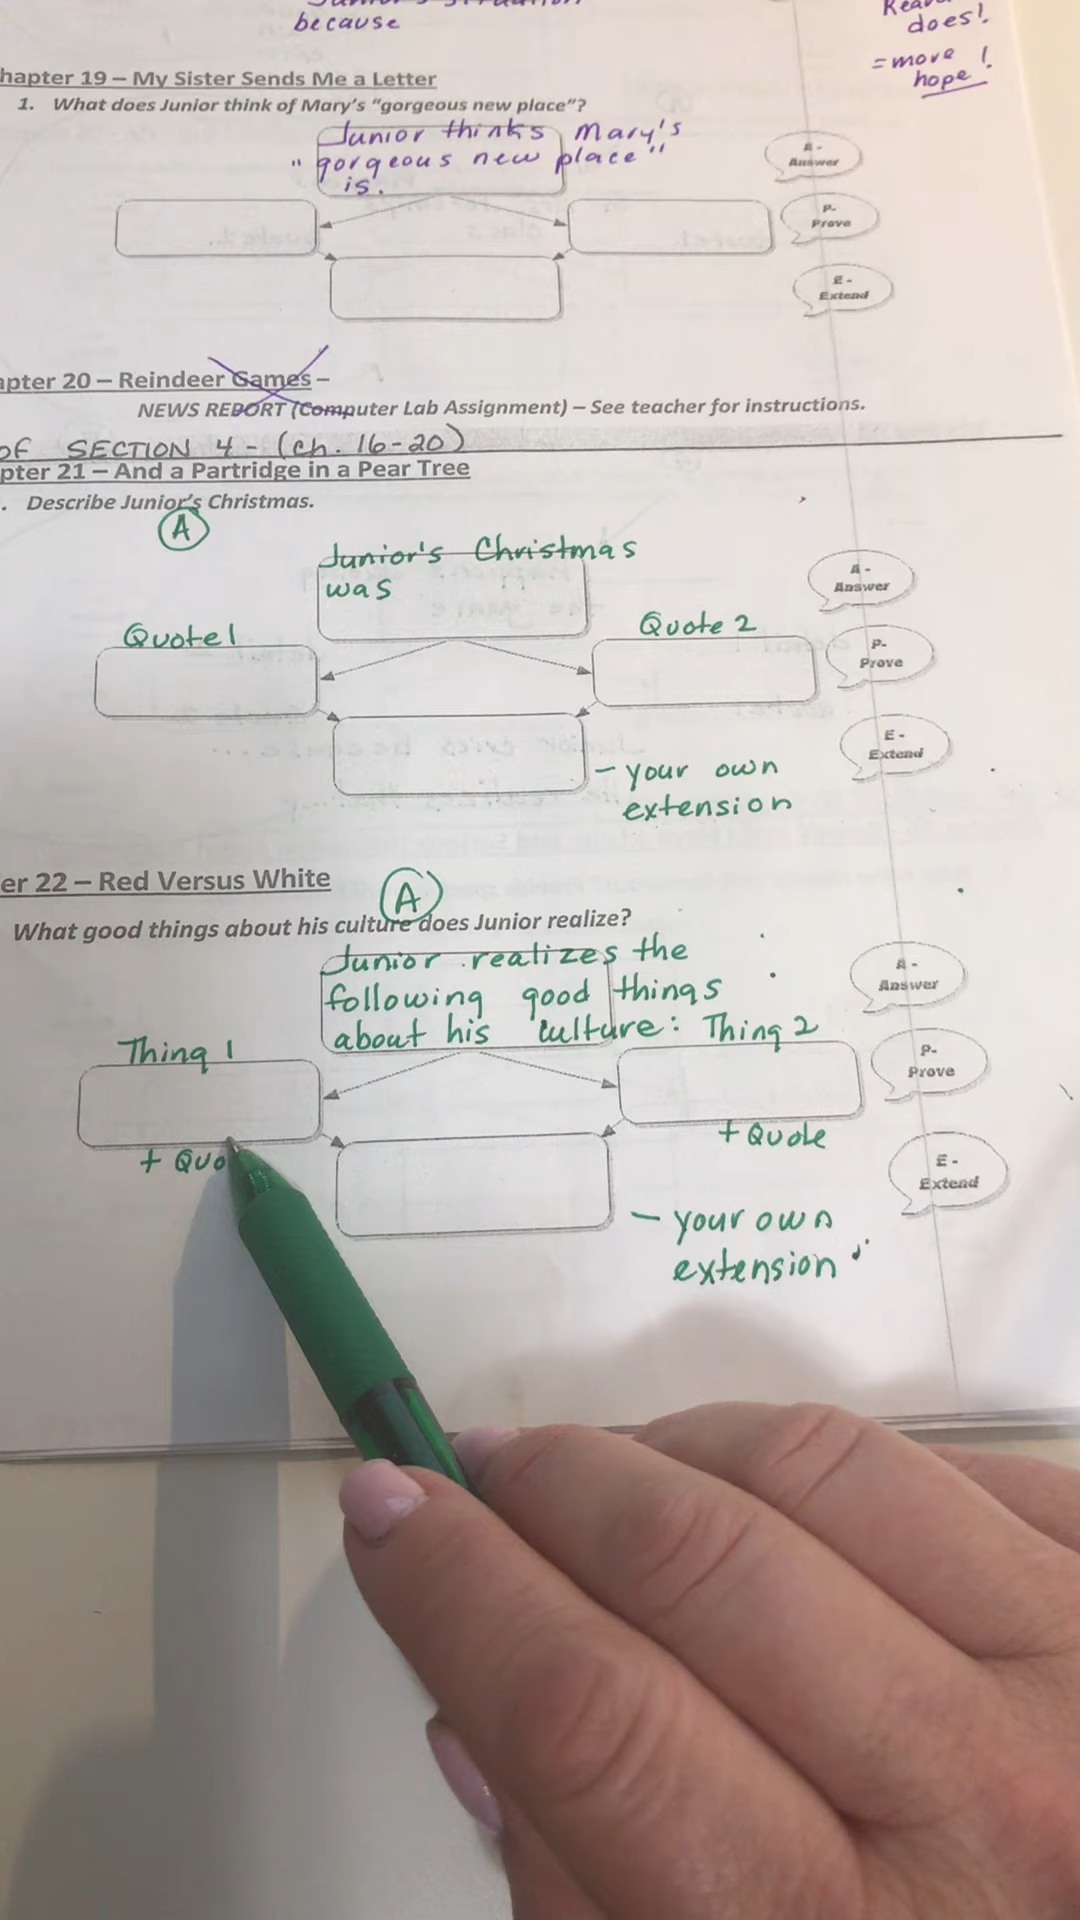 because
does!
= move !
hope
hapter 19 – My Sister Sends Me a Letter
1. What does Junior think of Mary's "gorgeous new place"?
Junior thinks Mary's
"gorgeous new place"
is.
A -
Answer
P-
Prove
E -
Extend
apter 20 – Reindeer Games –
NEWS REPORT (Computer Lab Assignment) – See teacher for instructions.
of SECTION 4 - (ch. 16-20)
pter 21 – And a Partridge in a Pear Tree
. Describe Junior's Christmas.
A
Junior's Christmas
was
A -
Answer
Quote 1
Quote 2
P-
Prove
E -
Extend
- your own
extension
er 22 – Red Versus White
A
What good things about his culture does Junior realize?
Junior realizes the
following good things
about his culture:
A -
Answer
Thing 1
Thing 2
P-
Prove
+ Quo
+ Quote
E -
Extend
- your own
extension